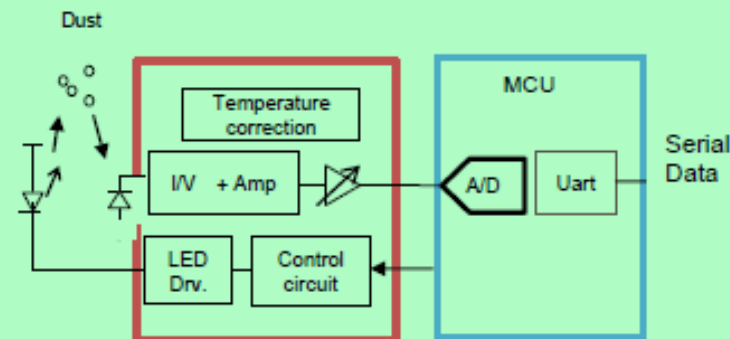 Dust
Temperature
correction
MCU
I/V + Amp
A/D
Uart
Serial
Data
LED
Drv.
Control
circuit